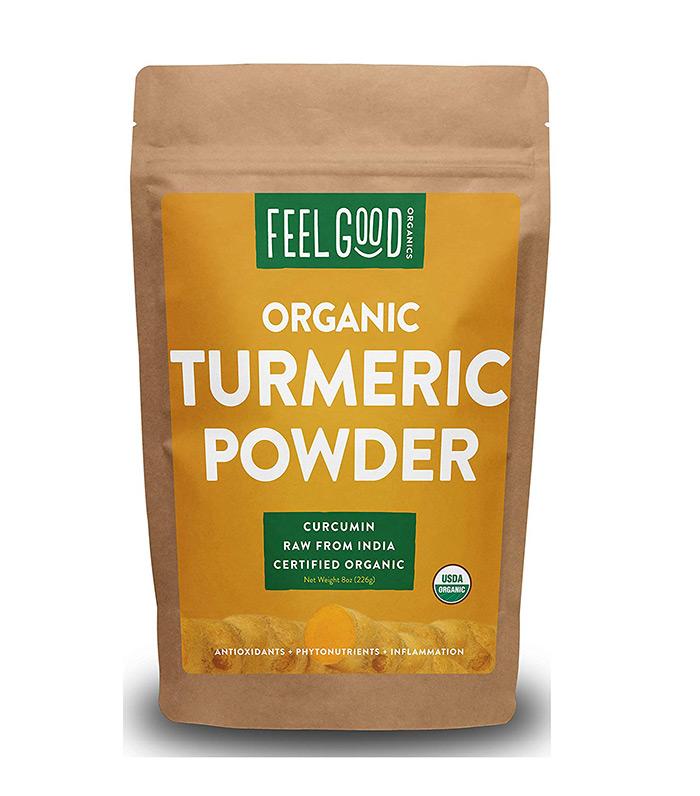 FEEL GOOD
ORGANICS
ORGANIC
TURMERIC
POWDER
CURCUMIN
RAW FROM INDIA
CERTIFIED ORGANIC
Net Weight 8oz (226g)
USDA
ORGANIC
ANTIOXIDANTS + PHYTONUTRIENTS + INFLAMMATION